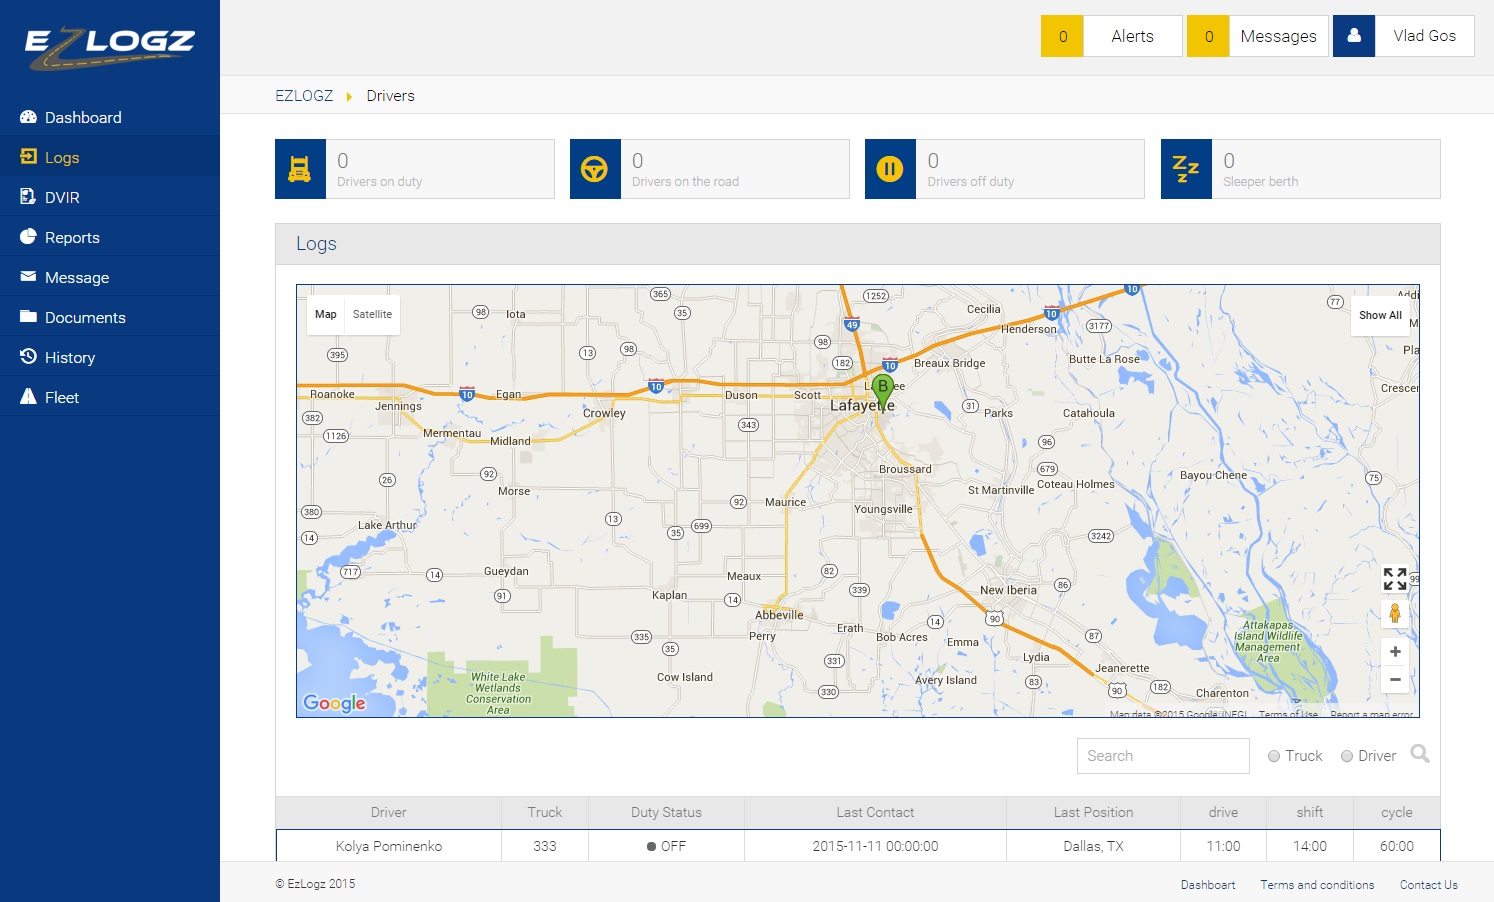 EZLOGZ
0 Alerts
0 Messages
Vlad Gos
Dashboard
Logs
DVIR
Reports
Message
Documents
History
Fleet
EZLOGZ Drivers
0
Drivers on duty
0
Drivers on the road
0
Drivers off duty
0
Sleeper berth
Logs
Map Satellite
Show All
365
1252
10
77
98 Iota
35
Cecilia
10
49
Henderson
3177
98
395
13
98
182
10
Breaux Bridge
Butte La Rose
Roanoke
10
Egan
10
Duson
Scott
B
Lafayette
Jennings
Crowley
31
Parks
Catahoula
382
343
1126
Mermentau
Midland
96
92
Broussard
679
26
Morse
St Martinville
Coteau Holmes
Bayou Chene
75
92
Maurice
Youngsville
380
Lake Arthur
13
35
699
14
3242
717
14
Gueydan
Meaux
82
91
Kaplan
14
339
New Iberia
86
99
Abbeville
Perry
Erath
Bob Acres
14
90
Emma
87
335
35
331
Lydia
Jeanerette
Attakapas
Island Wildlife
Management
Area
Cow Island
330
Avery Island
83
90
182
Charenton
White Lake
Wetlands
Conservation
Area
Google
Map data ©2015 Google, INEGI Terms of Use Report a map error
Search
Truck
Driver
Driver Truck Duty Status Last Contact Last Position drive shift cycle
Kolya Pominenko 333 OFF 2015-11-11 00:00:00 Dallas, TX 11:00 14:00 60:00
© EzLogz 2015
Dashboart Terms and conditions Contact Us